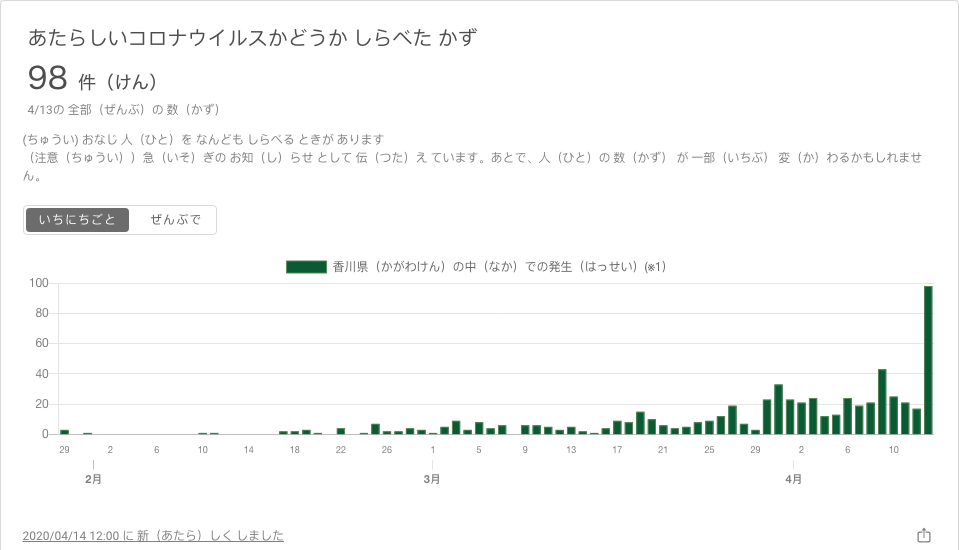 あたらしいコロナウイルスかどうか しらべた かず
98 件（けん）
4/13の 全部（ぜんぶ）の 数（かず）
(ちゅうい) おなじ 人（ひと）を なんども しらべる ときが あります
（注意（ちゅうい））急（いそ）ぎの お知（し）らせ として 伝（つた）え ています。あとで、人（ひと）の 数（かず） が 一部（いちぶ） 変（か）わるかもしれませ
ん。
いちにちごと ぜんぶで
香川県（かがわけん）の中（なか）での発生（はっせい）(※1)
100
80
60
40
20
0
29 2 6 10 14 18 22 26 1 5 9 13 17 21 25 29 2 6 10
2月 3月 4月
2020/04/14 12:00 に 新（あたら）しく しました